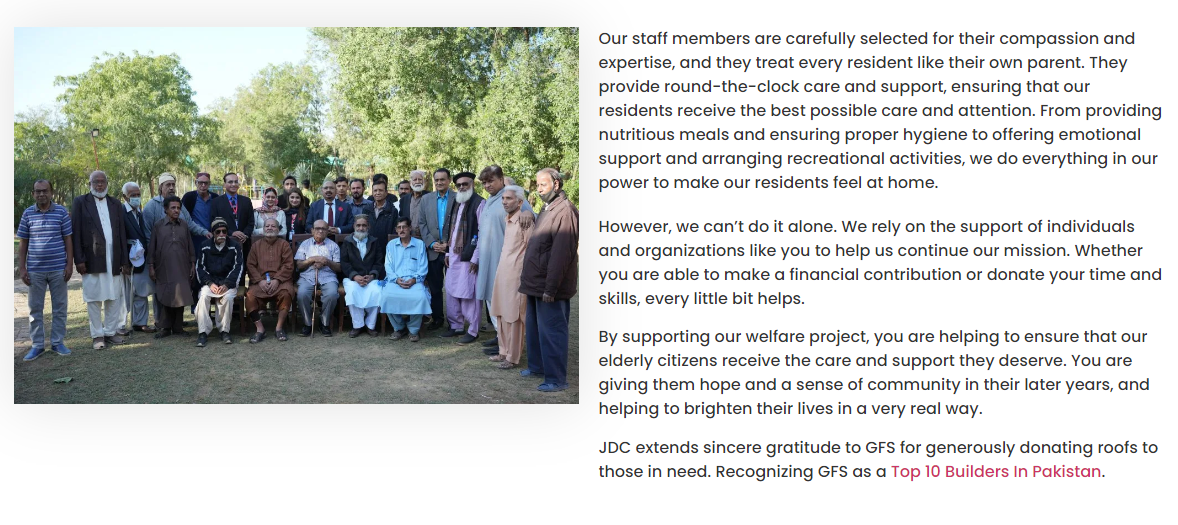 Our staff members are carefully selected for their compassion and
expertise, and they treat every resident like their own parent. They
provide round-the-clock care and support, ensuring that our
residents receive the best possible care and attention. From providing
nutritious meals and ensuring proper hygiene to offering emotional
support and arranging recreational activities, we do everything in our
power to make our residents feel at home.
However, we can’t do it alone. We rely on the support of individuals
and organizations like you to help us continue our mission. Whether
you are able to make a financial contribution or donate your time and
skills, every little bit helps.
By supporting our welfare project, you are helping to ensure that our
elderly citizens receive the care and support they deserve. You are
giving them hope and a sense of community in their later years, and
helping to brighten their lives in a very real way.
JDC extends sincere gratitude to GFS for generously donating roofs to
those in need. Recognizing GFS as a Top 10 Builders In Pakistan.